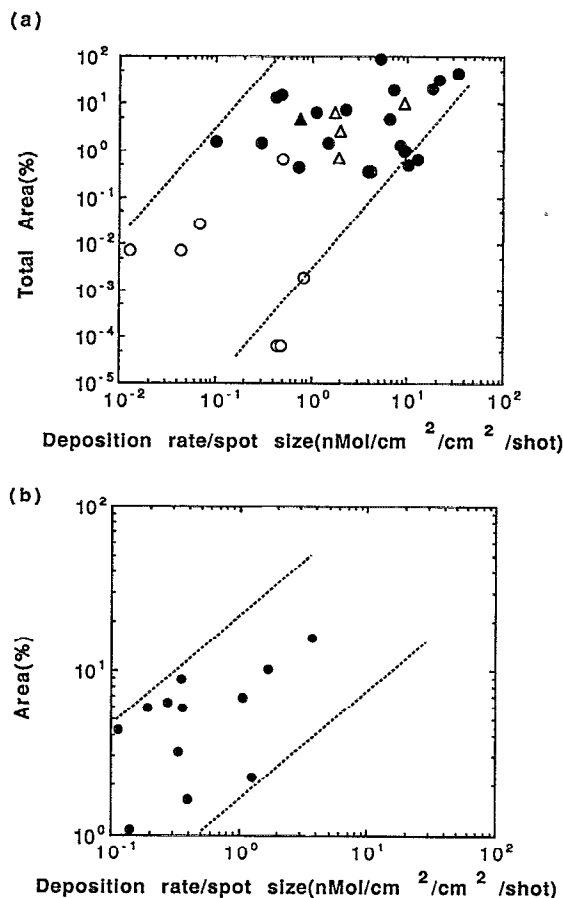 (a)
10^2
10^1
10^0
10^-1
10^-2
10^-3
10^-4
10^-5
Total Area(%)
10^-2 10^-1 10^0 10^1 10^2
Deposition rate/spot size(nMol/cm ^2/cm ^2 /shot)
(b)
10^2
10^1
10^0
Area(%)
10^-1 10^0 10^1 10^2
Deposition rate/spot size(nMol/cm ^2/cm ^2 /shot)